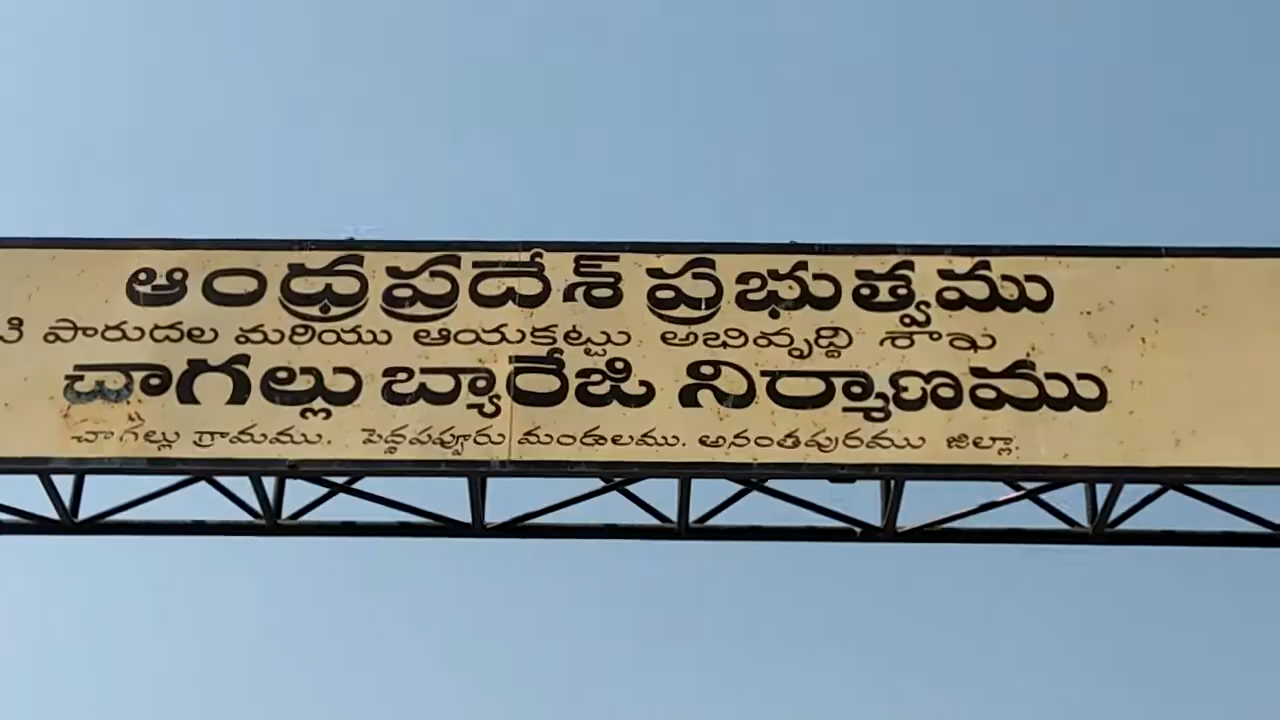 ఆంధ్రప్రదేశ్ ప్రభుత్వము
పారుదల మరియు ఆయకట్టు అభివృద్ది శాఖ
చాగల్లు బ్యారేజి నిర్మాణము
చాగల్లు గ్రామము. పెద్దపప్పూరు మండలము. అనంతపురము జిల్లా.